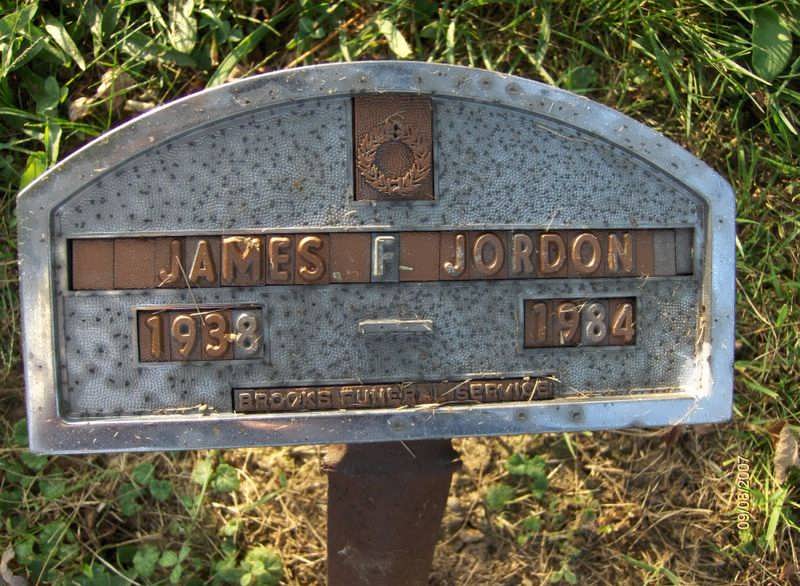 JAMES F JORDON
1938 — 1984
BROOKS FUNERAL SERVICE
09/08/2007